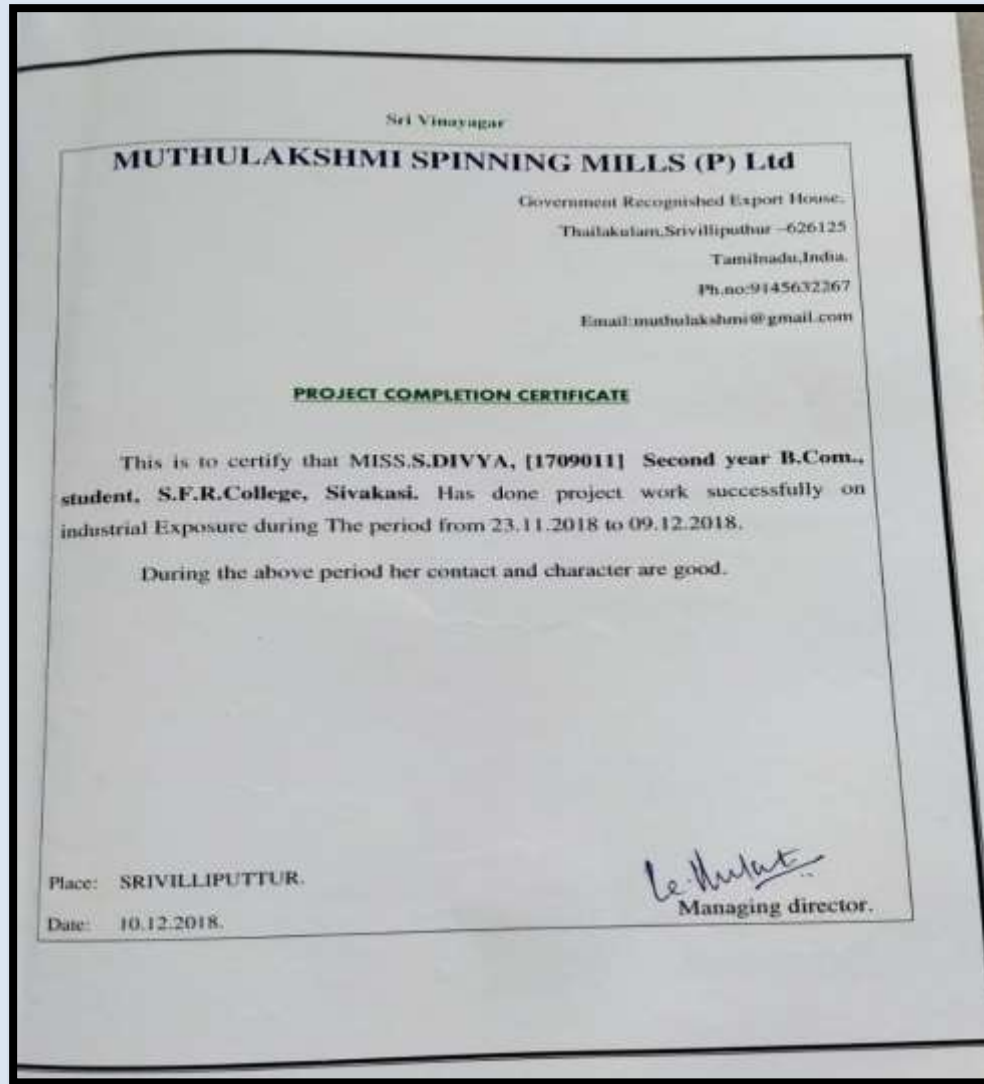 Sri Vinayagar
MUTHULAKSHMI SPINNING MILLS (P) Ltd
Government Recognished Export House,
Thailakulam,Srivilliputhur –626125
Tamilnadu,India.
Ph.no:9145632267
Email:muthulakshmi@gmail.com
PROJECT COMPLETION CERTIFICATE
This is to certify that MISS.S.DIVYA, [1709011] Second year B.Com.,
student, S.F.R.College, Sivakasi. Has done project work successfully on
industrial Exposure during The period from 23.11.2018 to 09.12.2018.
During the above period her contact and character are good.
Place: SRIVILLIPUTTUR.
Managing director.
Date: 10.12.2018.